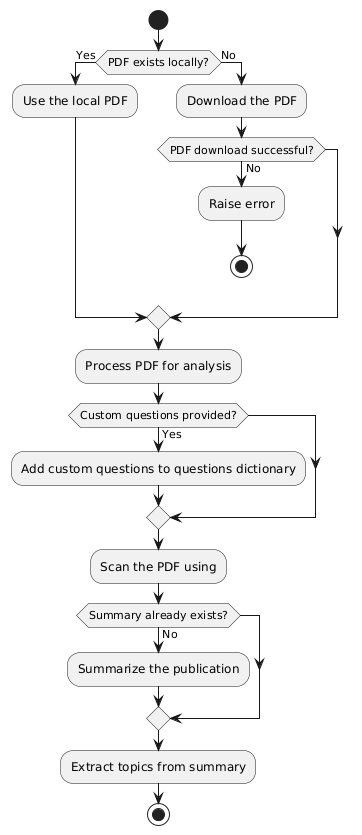 PDF exists locally?
Yes
No
Use the local PDF
Download the PDF
PDF download successful?
No
Raise error
Process PDF for analysis
Custom questions provided?
Yes
Add custom questions to questions dictionary
Scan the PDF using
Summary already exists?
No
Summarize the publication
Extract topics from summary